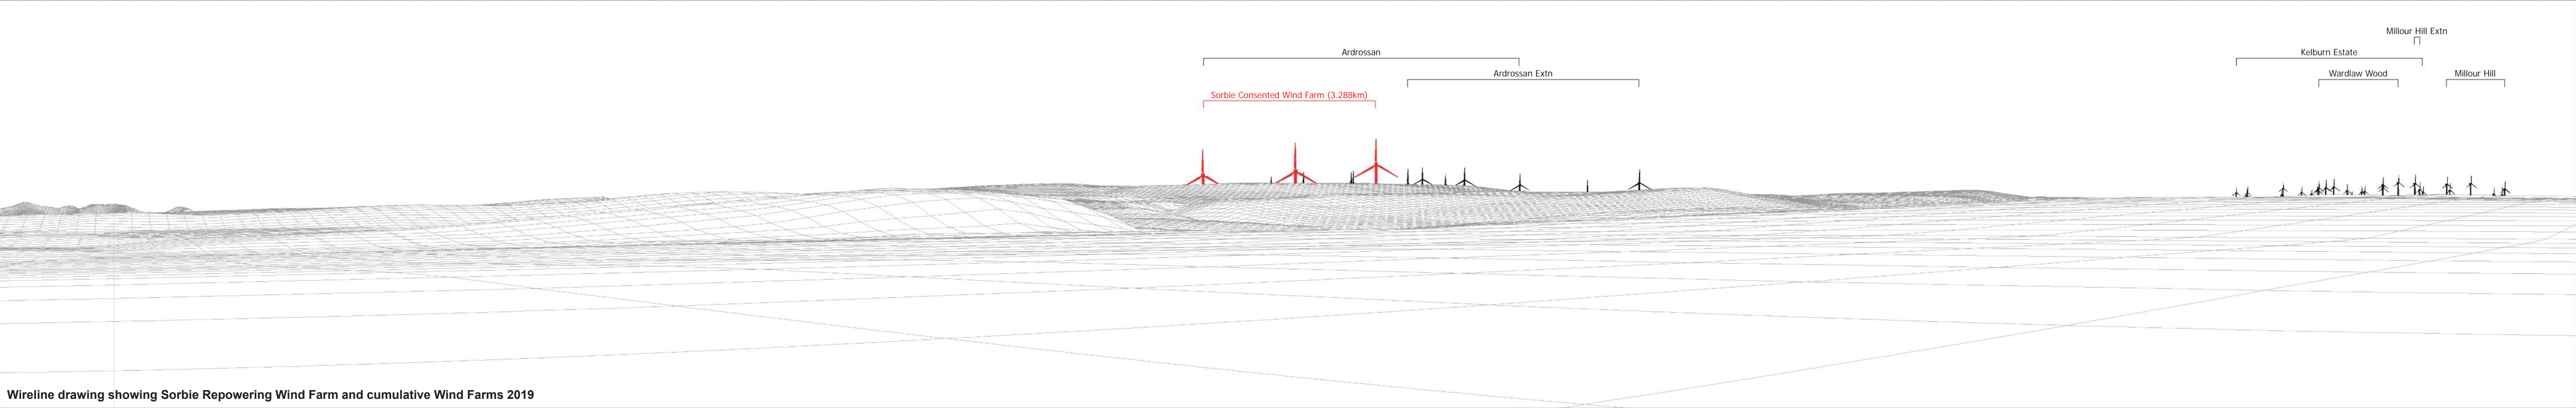 Millour Hill Extn
Ardrossan
Kelburn Estate
Ardrossan Extn
Wardlaw Wood
Millour Hill
Sorbie Consented Wind Farm (3.288km)
Wireline drawing showing Sorbie Repowering Wind Farm and cumulative Wind Farms 2019